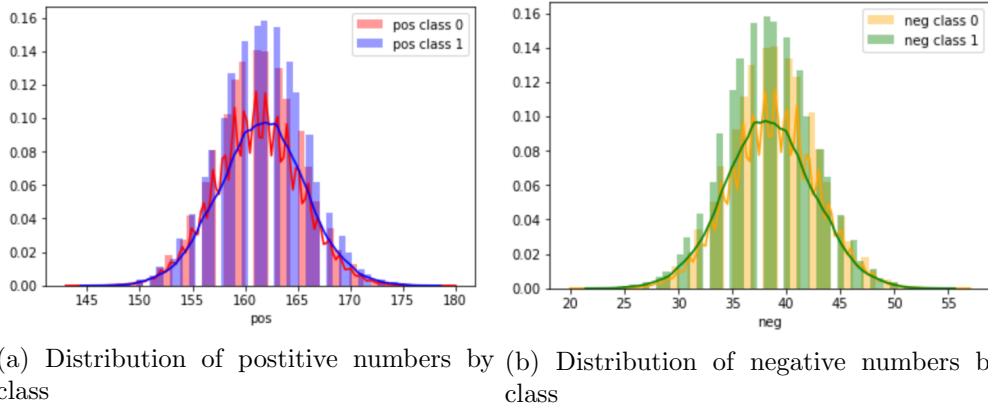 0.16
0.14
0.12
0.10
0.08
0.06
0.04
0.02
0.00
145 150 155 160 165 170 175 180
pos
pos class 0
pos class 1
0.16
0.14
0.12
0.10
0.08
0.06
0.04
0.02
0.00
20 25 30 35 40 45 50 55
neg
neg class 0
neg class 1
(a) Distribution of postitive numbers by
class
(b) Distribution of negative numbers b
class